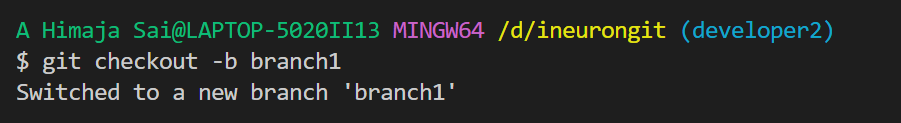 A Himaja Sai@LAPTOP-5020II13 MINGW64 /d/ineurongit (developer2)
$ git checkout -b branch1
Switched to a new branch 'branch1'